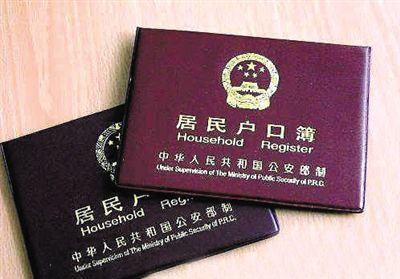 居民户口簿
Household Register
中华人民共和国公安部制
Under Supervision of The Ministry of Public Security of P.R.C.
居民户口簿
Household Register
中华人民共和国公安部制
Under Supervision of The Ministry of Public Security of P.R.C.